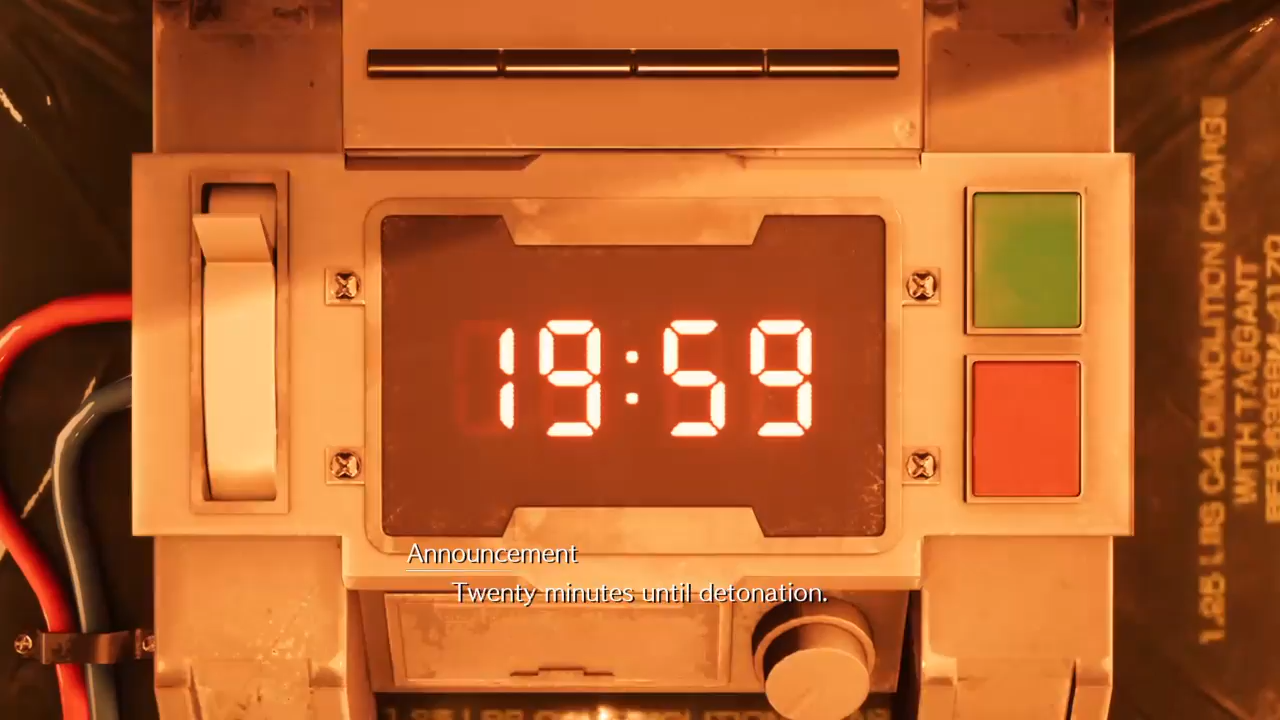 19:59
Announcement
Twenty minutes until detonation.
1.25 LBS C4 DEMOLITION CHARGE
WITH TAGGANT